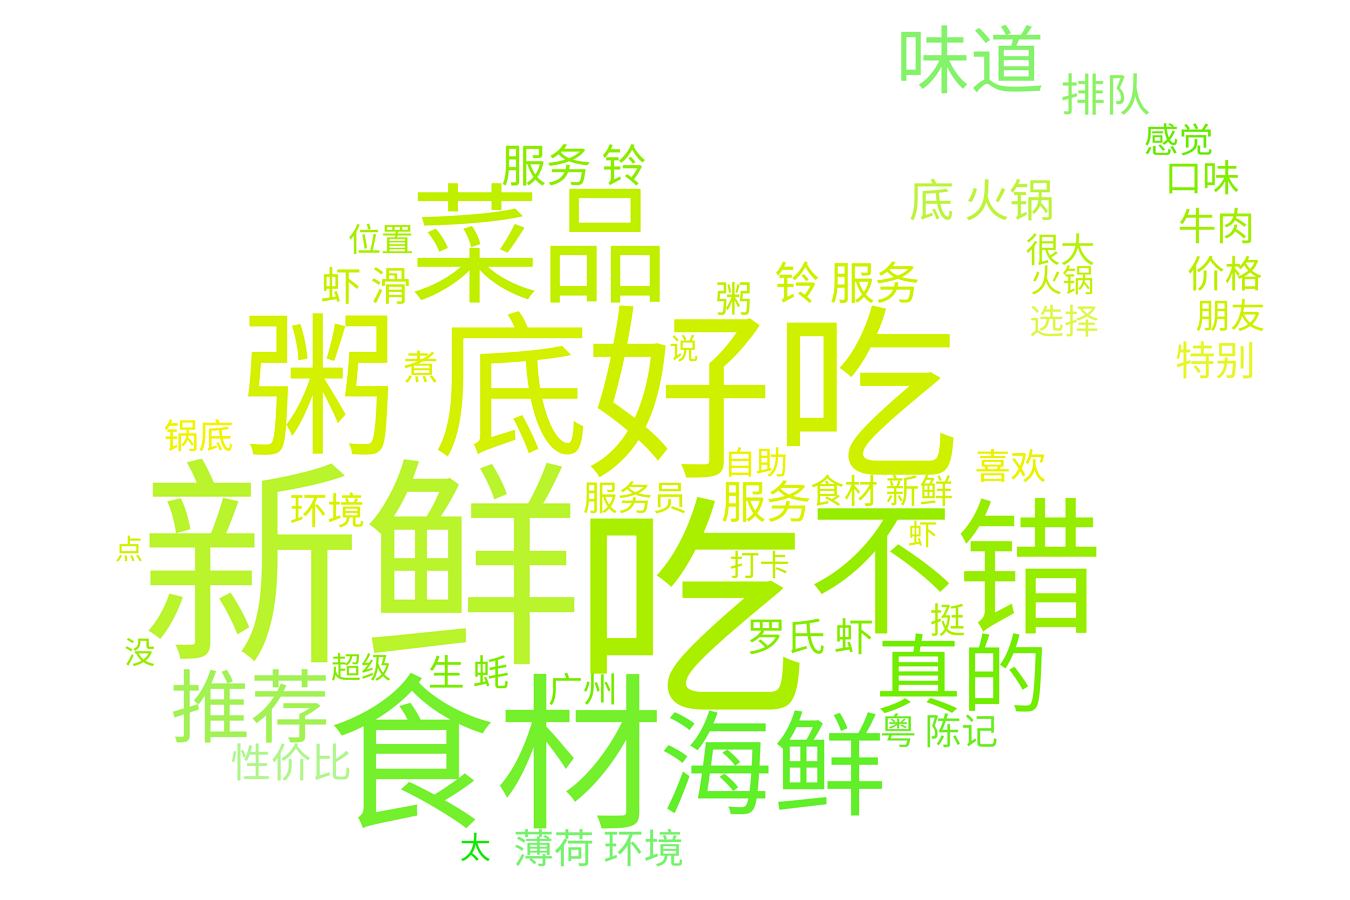 味道
排队
感觉
服务 铃
口味
菜品
底 火锅
牛肉
位置
很大
虾 滑
铃 服务
火锅
价格
粥
朋友
选择
粥 底
好吃
说
特别
煮
锅底
自助
喜欢
新鲜
环境
服务员
服务
食材 新鲜
吃
不错
虾
点
打卡
挺
罗氏 虾
没
超级
生 蚝
真的
推荐
广州
食材
海鲜
粤 陈记
性价比
太
薄荷 环境